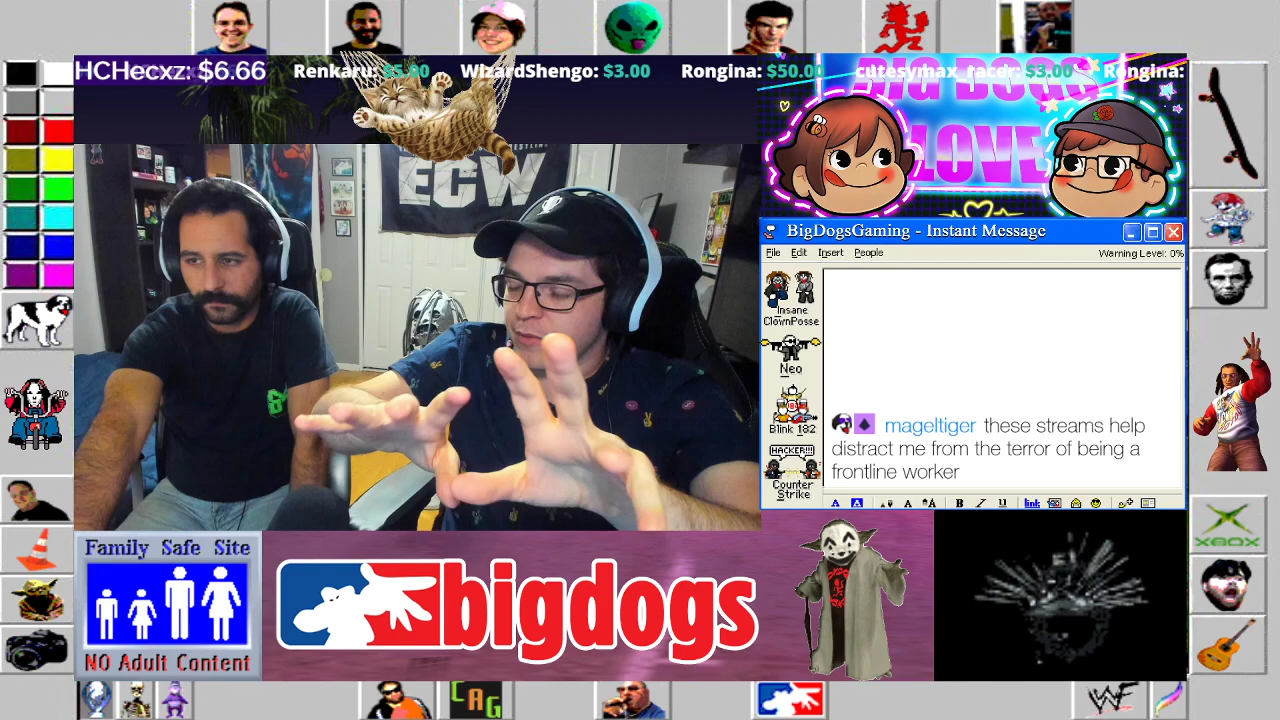 HCHecxz: $6.66 Renkaru: $5.00 WizardShengo: $3.00 Rongina: $50.00 cutesymax_racer: $3.00 Rongina:
BIG DOGS
LOVE
ECW
BigDogsGaming - Instant Message
File Edit Insert People Warning Level: 0%
Insane
ClownPosse
Neo
Blink 182
HACKER!!!
Counter
Strike
mageltiger these streams help
distract me from the terror of being a
frontline worker
A A A A A B I U link
Family Safe Site
NO Adult Content
bigdogs
XBOX
CAG
WF